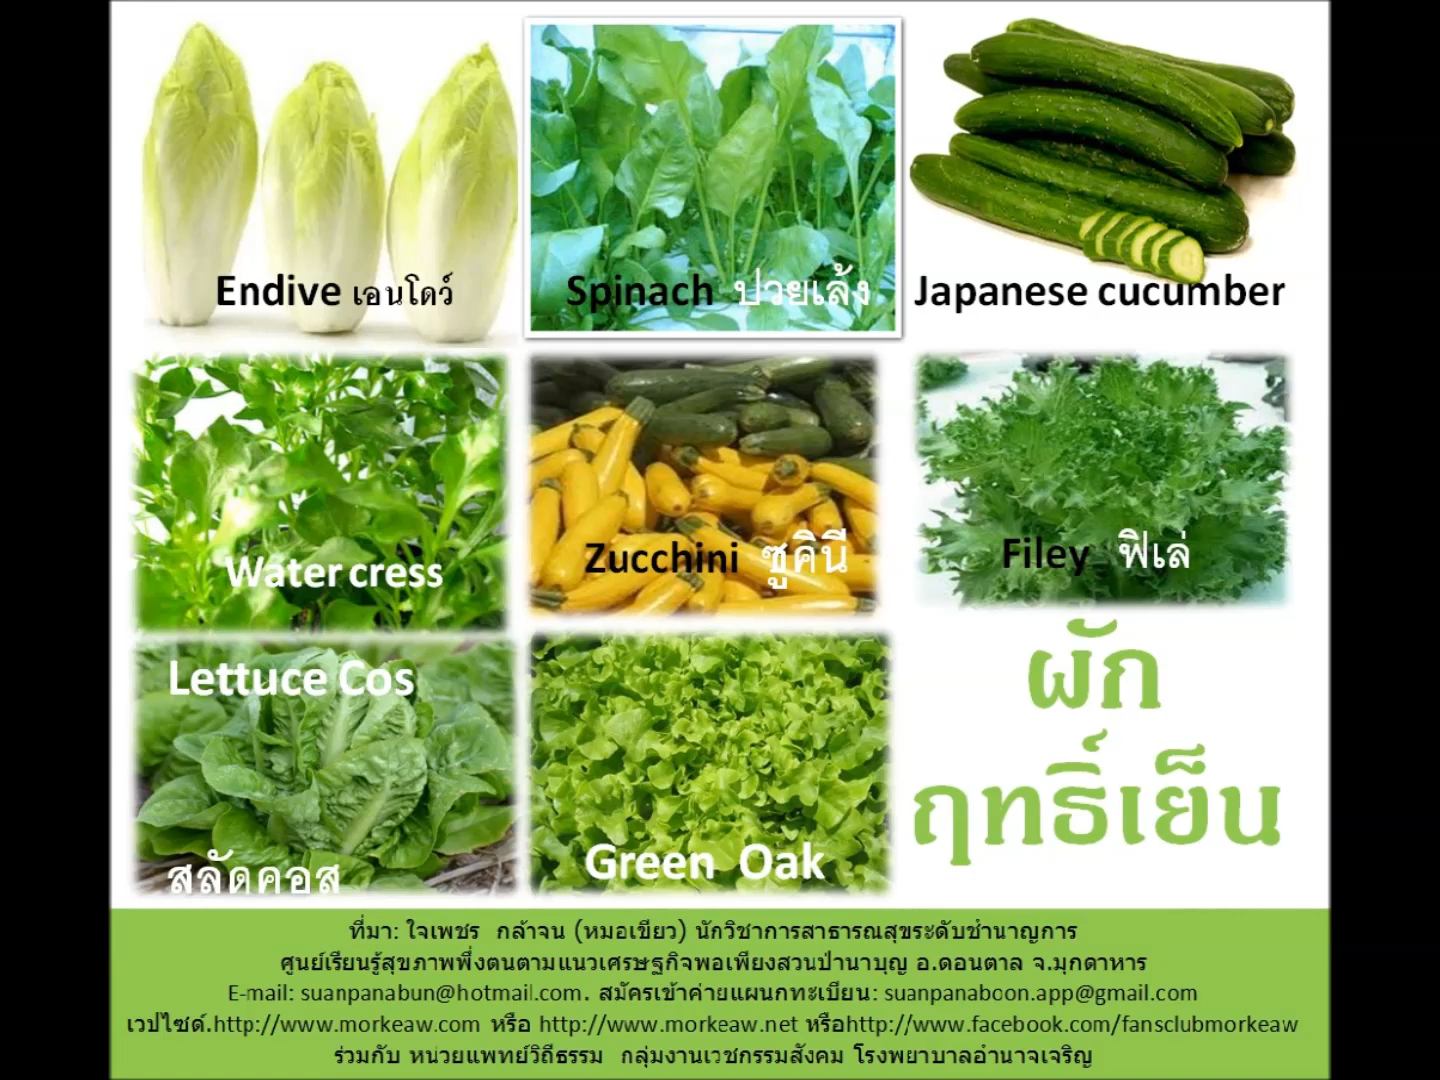 Endive เอนโดว์
Spinach ปวยเล้ง
Japanese cucumber
Water cress
Zucchini ซูคินี
Filey ฟิเล่
Lettuce Cos
สลัดคอส
Green Oak
ผัก
ฤทธิ์เย็น
ที่มา: ใจเพชร กล้าจน (หมอเขียว) นักวิชาการสาธารณสุขระดับชำนาญการ
ศูนย์เรียนรู้สุขภาพพึ่งตนตามแนวเศรษฐกิจพอเพียงสวนป่านาบุญ อ.ดอนตาล จ.มุกดาหาร
E-mail: suanpanabun@hotmail.com. สมัครเข้าค่ายแผนกทะเบียน: suanpanaboon.app@gmail.com
เวปไซด์.http://www.morkeaw.com หรือ http://www.morkeaw.net หรือhttp://www.facebook.com/fansclubmorkeaw
ร่วมกับ หน่วยแพทย์วิถีธรรม กลุ่มงานเวชกรรมสังคม โรงพยาบาลอำนาจเจริญ